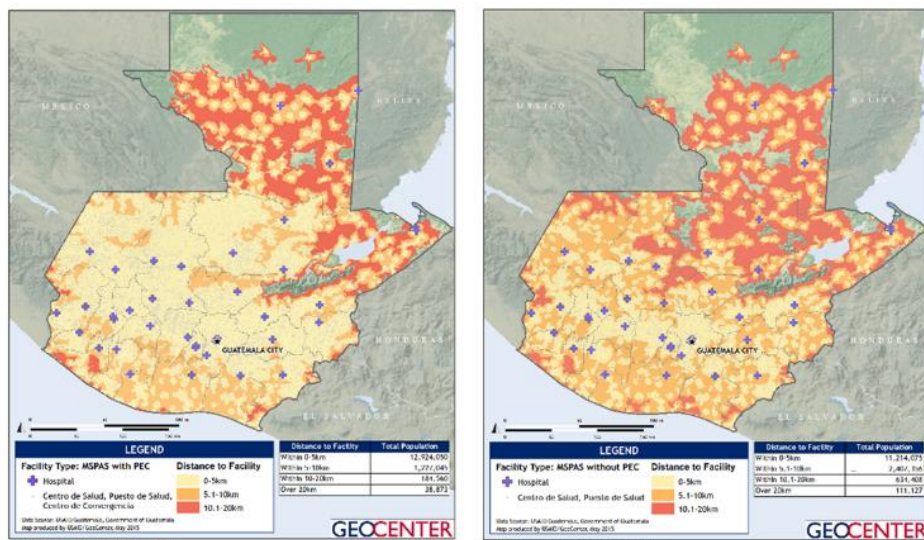 MEXICO
BELIZE
HONDURAS
EL SALVADOR
GUATEMALA CITY
LEGEND
Facility Type: MSPAS with PEC
Hospital
Centro de Salud, Puesto de Salud,
Centro de Convergencia
Distance to Facility
0-5km
5.1-10km
10.1-20km
Data Source: USAID Guatemala, Government of Guatemala
Map produced by USAID GeoCenter, May 2015
Distance to Facility Total Population
Within 0-5km 12,924,050
Within 5-10km
Within 10-20km 684,560
Over 20km 38,873
GEOCENTER
MEXICO
BELIZE
HONDURAS
EL SALVADOR
GUATEMALA CITY
LEGEND
Facility Type: MSPAS without PEC
Hospital
Centro de Salud, Puesto de Salud
Distance to Facility
0-5km
5.1-10km
10.1-20km
Data Source: USAID Guatemala, Government of Guatemala
Map produced by USAID GeoCenter, May 2015
Distance to Facility Total Population
Within 0-5km 11,214,075
Within 5.1-10km
Within 10.1-20km 631,408
Over 20km 111,127
GEOCENTER